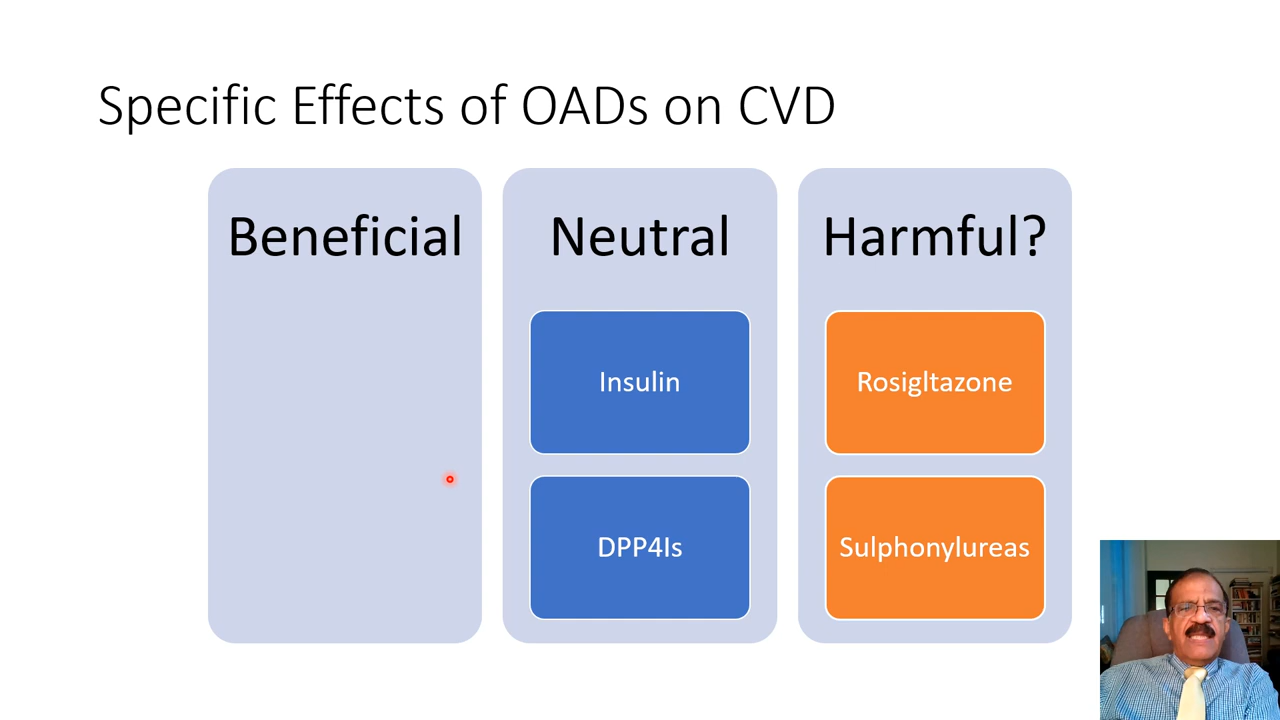 Specific Effects of OADs on CVD
Beneficial
Neutral
Insulin
DPP4Is
Harmful?
Rosigltazone
Sulphonylureas